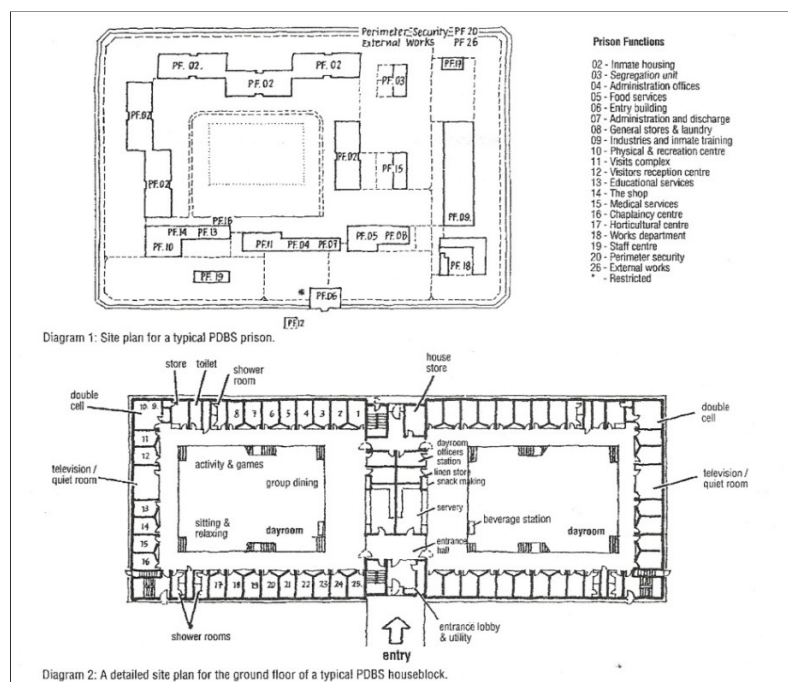 Perimeter Security PF 20
External Works PF 26
PF. 02.
PF. 02
PF. 02
PF. 03
PF.17
PF.02
PF.02
PF.02
PF. 15
PF.09.
PF.16
PF.14 PF. 13
PF. 10
PF.11 PF. 04 PF.07
PF.05 PF. 08
PF. 18
PF. 19
PF.06
PF.12
Prison Functions
02 - Inmate housing
03 - Segregation unit
04 - Administration offices
05 - Food services
06 - Entry building
07 - Administration and discharge
08 - General stores & laundry
09 - Industries and inmate training
10 - Physical & recreation centre
11 - Visits complex
12 - Visitors reception centre
13 - Educational services
14 - The shop
15 - Medical services
16 - Chaplaincy centre
17 - Horticultural centre
18 - Works department
19 - Staff centre
20 - Perimeter security
26 - External works
* - Restricted
Diagram 1: Site plan for a typical PDBS prison.
store
toilet
shower
room
house
store
double
cell
double
cell
10. 9. 8 7 6 5 4 3 2 1
11
12
13
14
15
16
television /
quiet room
activity & games
group dining
sitting &
relaxing
dayroom
dayroom
officers
station
linen store
snack making
servery
entrance
hall
beverage station
dayroom
television /
quiet room
17 18 19 20 21 22 23 24 25.
shower rooms
entrance lobby
& utility
entry
Diagram 2: A detailed site plan for the ground floor of a typical PDBS houseblock.